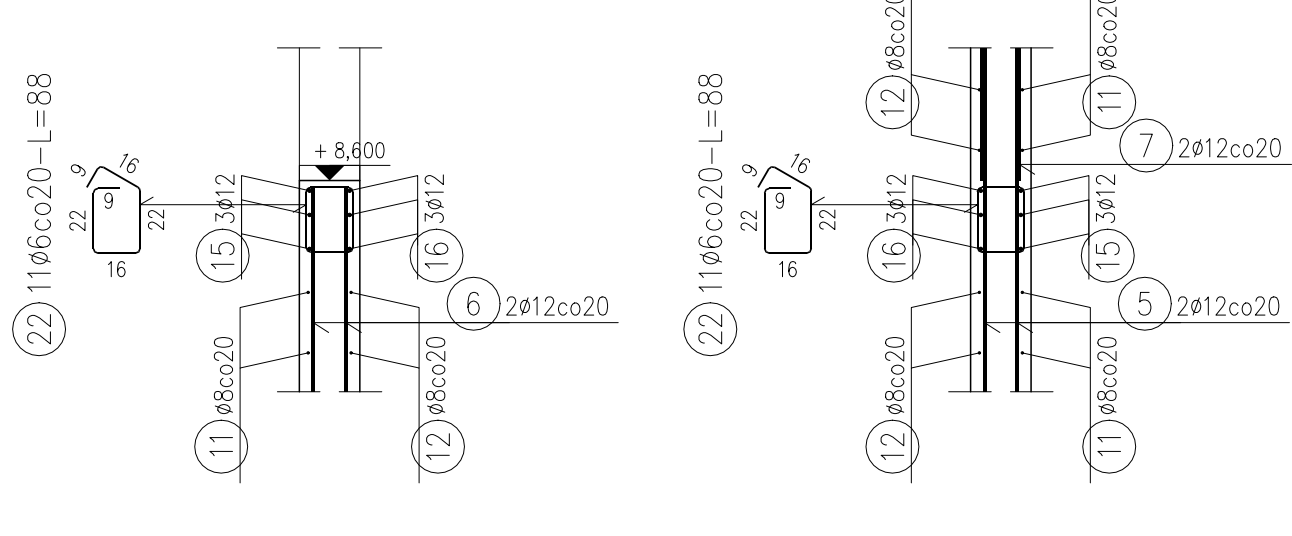 22 11ø6co20-L=88
9
16
9
22
22
16
+ 8,600
15 3ø12
16 3ø12
6 2ø12co20
11 ø8co20
12 ø8co20
22 11ø6co20-L=88
9
16
9
22
22
16
12 ø8co20
11 ø8co20
7 2ø12co20
16 3ø12
15 3ø12
5 2ø12co20
12 ø8co20
11 ø8co20